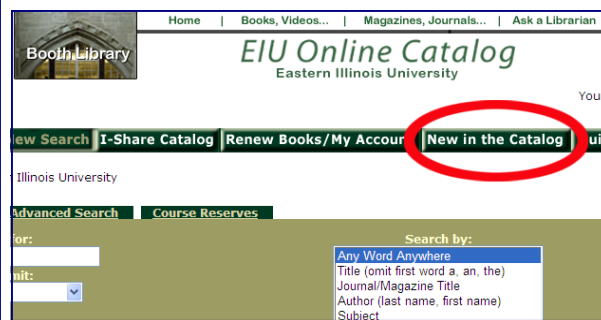 Home | Books, Videos... | Magazines, Journals... | Ask a Librarian
Booth Library
EIU Online Catalog
Eastern Illinois University
You
ew Search I-Share Catalog Renew Books/My Accoun New in the Catalog ui
Illinois University
Advanced Search Course Reserves
for: Search by:
Any Word Anywhere
Title (omit first word a, an, the)
mit: Journal/Magazine Title
Author (last name, first name)
Subject